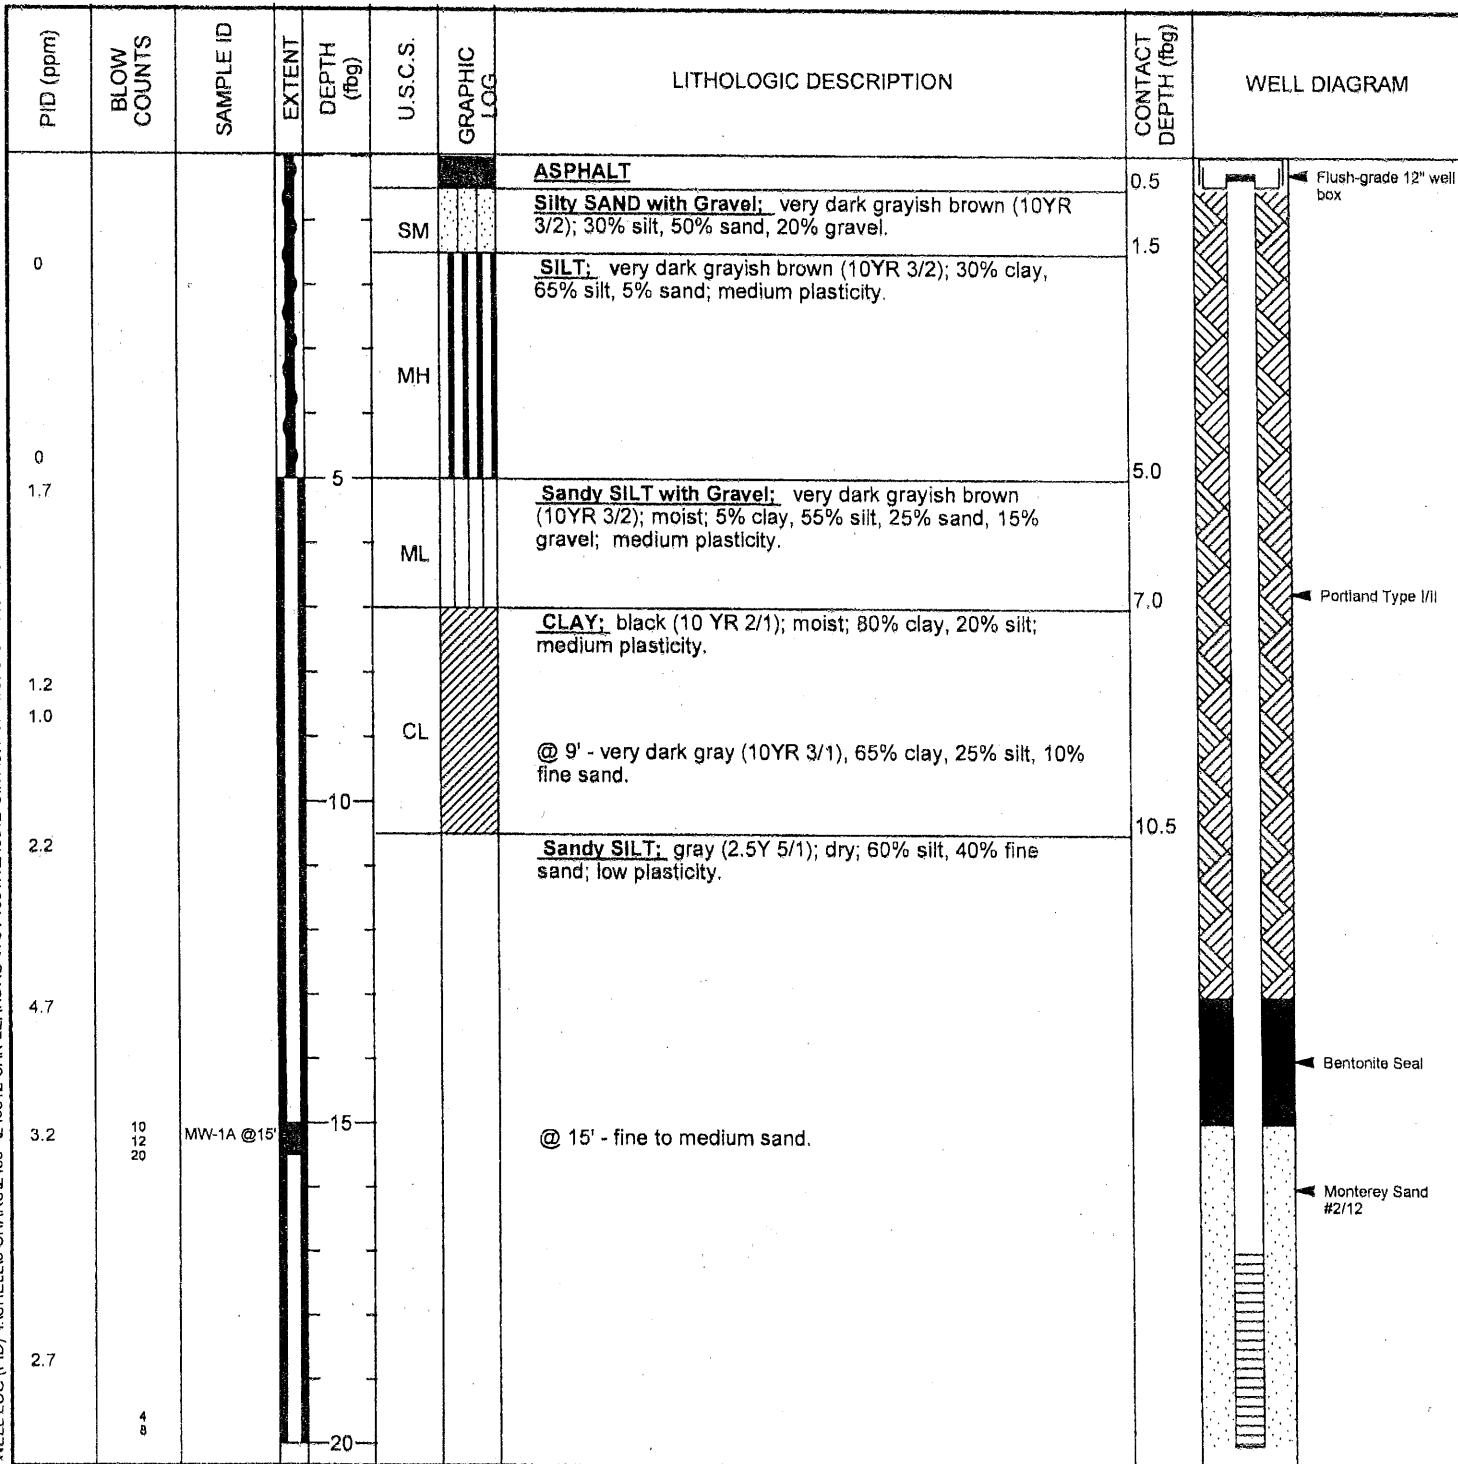 PID (ppm)
BLOW
COUNTS
SAMPLE ID
EXTENT
DEPTH
(fbg)
U.S.C.S.
GRAPHIC
LOG
LITHOLOGIC DESCRIPTION
CONTACT
DEPTH (fbg)
WELL DIAGRAM
ASPHALT
0.5
Flush-grade 12" well
box
SM
Silty SAND with Gravel; very dark grayish brown (10YR
3/2); 30% silt, 50% sand, 20% gravel.
1.5
0
SILT; very dark grayish brown (10YR 3/2); 30% clay,
65% silt, 5% sand; medium plasticity.
MH
0
5
5.0
1.7
Sandy SILT with Gravel; very dark grayish brown
(10YR 3/2); moist; 5% clay, 55% silt, 25% sand, 15%
gravel; medium plasticity.
ML
7.0
Portland Type I/II
CLAY; black (10 YR 2/1); moist; 80% clay, 20% silt;
medium plasticity.
1.2
1.0
CL
@ 9' - very dark gray (10YR 3/1), 65% clay, 25% silt, 10%
fine sand.
10
10.5
2.2
Sandy SILT; gray (2.5Y 5/1); dry; 60% silt, 40% fine
sand; low plasticity.
4.7
Bentonite Seal
15
3.2
10
12
20
MW-1A @15'
@ 15' - fine to medium sand.
Monterey Sand
#2/12
2.7
4
8
20